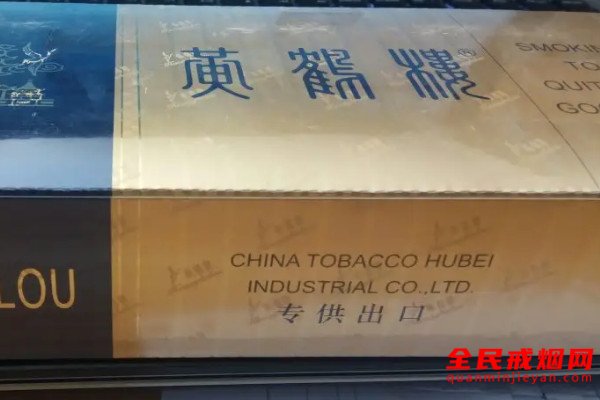 黄鹤楼®
SMOKIN
TO
QUIT
GO
LOU
CHINA TOBACCO HUBEI
INDUSTRIAL CO.,LTD.
专供出口
全民戒烟网
quanminjieyan.com